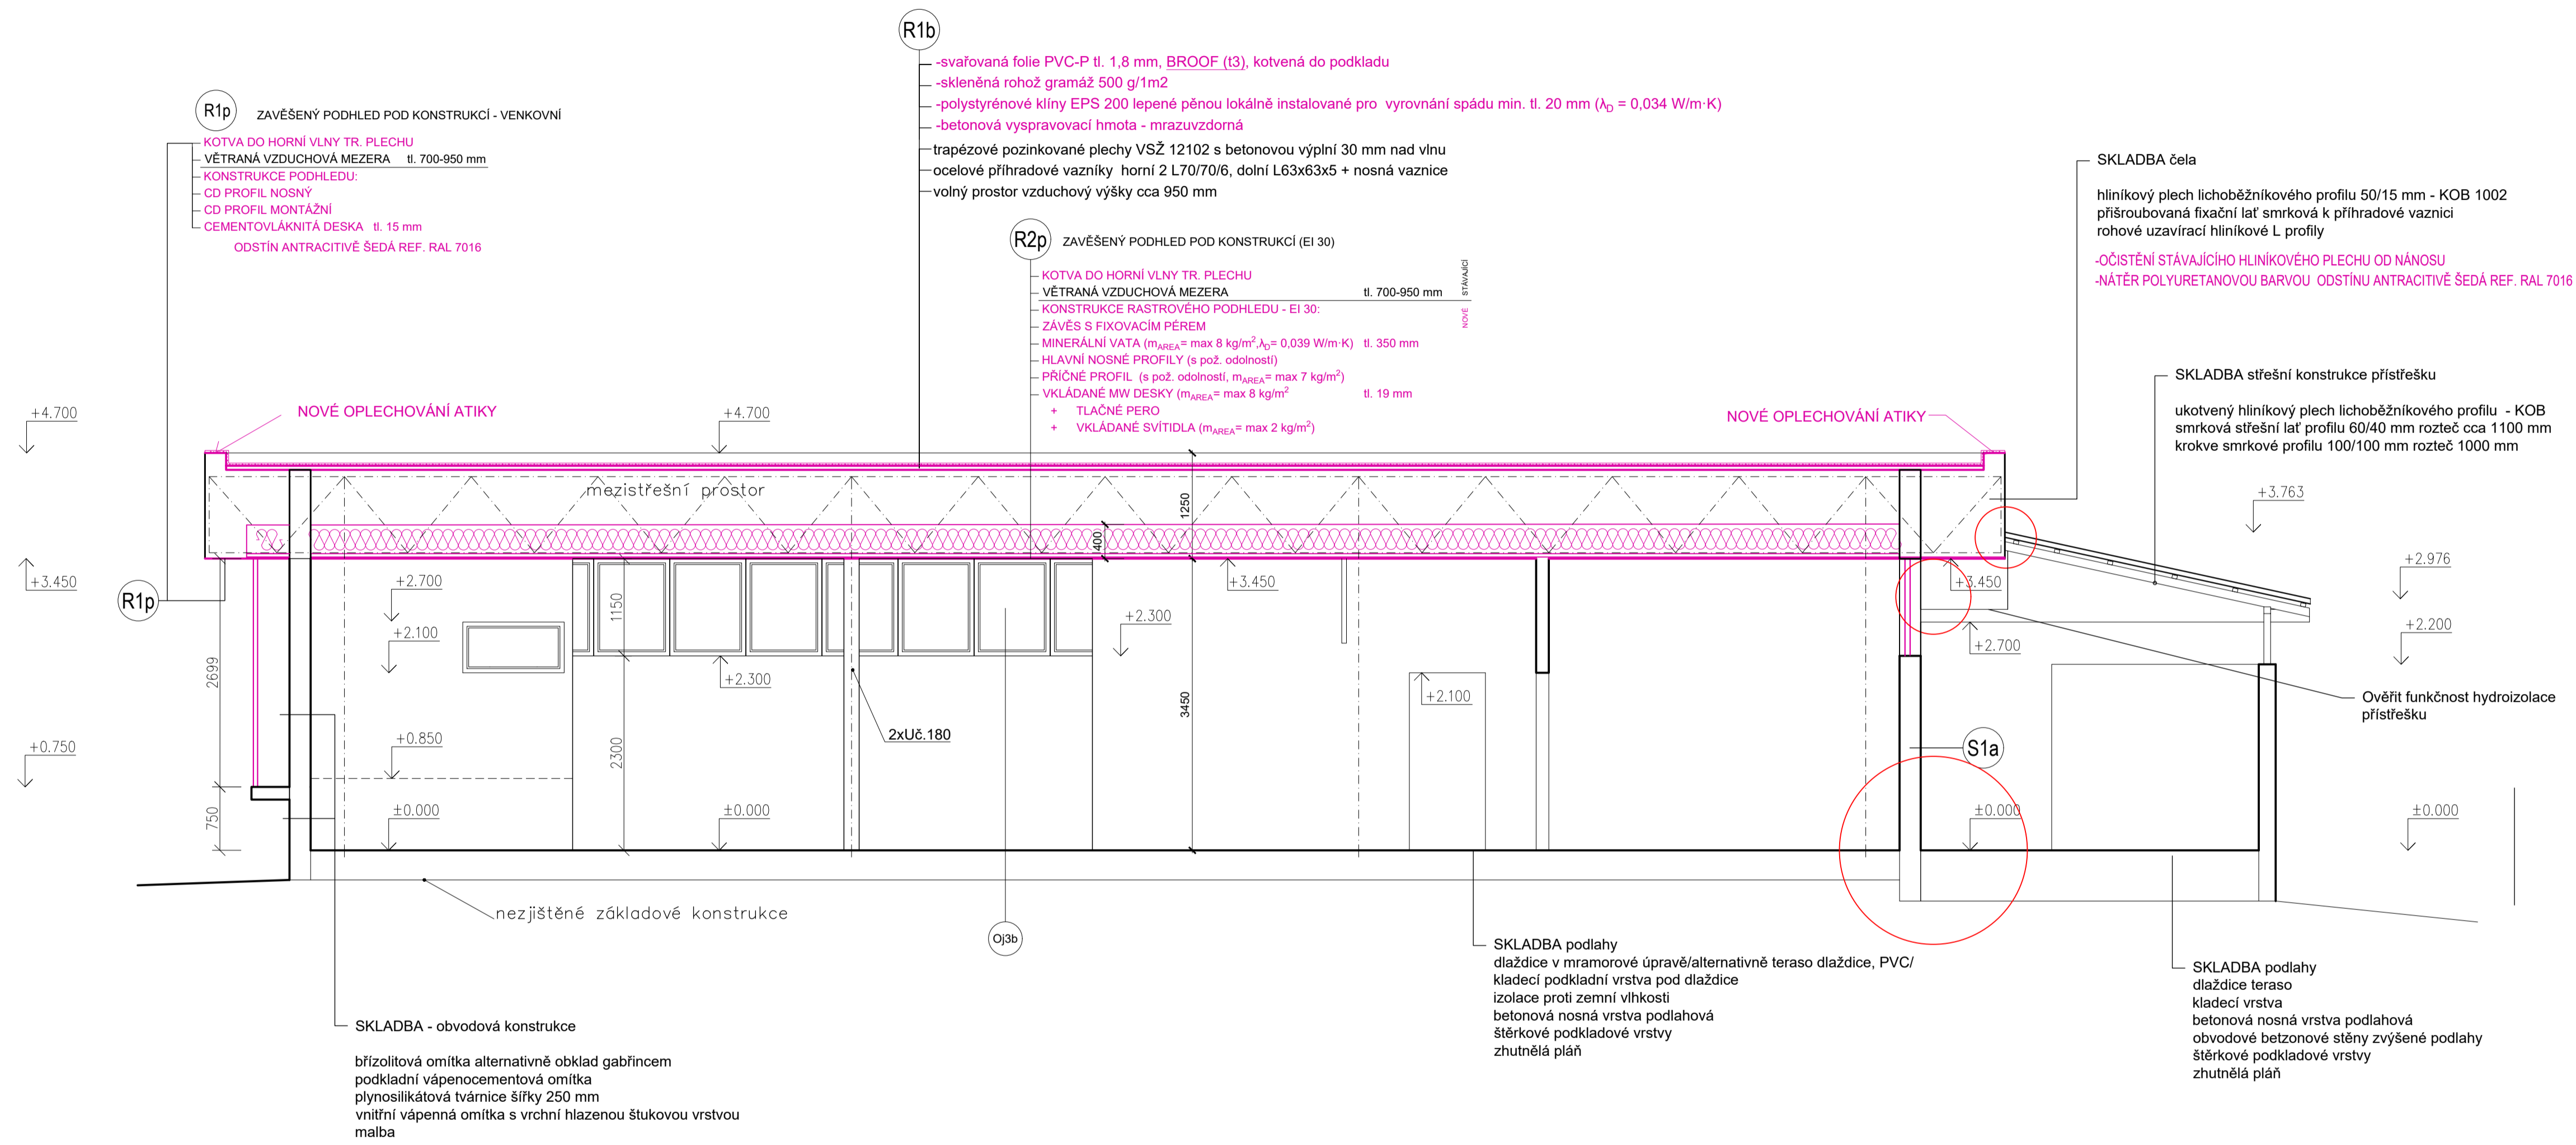 R1b
-svařovaná folie PVC-P tl. 1,8 mm, BROOF (t3), kotvená do podkladu
-skleněná rohož gramáž 500 g/1m2
-polystyrénové klíny EPS 200 lepené pěnou lokálně instalované pro vyrovnání spádu min. tl. 20 mm (λD = 0,034 W/m·K)
-betonová vyspravovací hmota - mrazuvzdorná
trapézové pozinkované plechy VSŽ 12102 s betonovou výplní 30 mm nad vlnu
ocelové příhradové vazníky horní 2 L70/70/6, dolní L63x63x5 + nosná vaznice
volný prostor vzduchový výšky cca 950 mm
R1p
ZAVĚŠENÝ PODHLED POD KONSTRUKCÍ - VENKOVNÍ
KOTVA DO HORNÍ VLNY TR. PLECHU
VĚTRANÁ VZDUCHOVÁ MEZERA tl. 700-950 mm
KONSTRUKCE PODHLEDU:
CD PROFIL NOSNÝ
CD PROFIL MONTÁŽNÍ
CEMENTOVLÁKNITÁ DESKA tl. 15 mm
ODSTÍN ANTRACITIVĚ ŠEDÁ REF. RAL 7016
R2p
ZAVĚŠENÝ PODHLED POD KONSTRUKCÍ (EI 30)
KOTVA DO HORNÍ VLNY TR. PLECHU
VĚTRANÁ VZDUCHOVÁ MEZERA tl. 700-950 mm
STÁVAJÍCÍ
NOVÉ
KONSTRUKCE RASTROVÉHO PODHLEDU - EI 30:
ZÁVĚS S FIXOVACÍM PÉREM
MINERÁLNÍ VATA (mAREA= max 8 kg/m2,λD= 0,039 W/m·K) tl. 350 mm
HLAVNÍ NOSNÉ PROFILY (s pož. odolností)
PŘÍČNÉ PROFIL (s pož. odolností, mAREA= max 7 kg/m2)
VKLÁDANÉ MW DESKY (mAREA= max 8 kg/m2 tl. 19 mm
+ TLAČNÉ PERO
+ VKLÁDANÉ SVÍTIDLA (mAREA= max 2 kg/m2)
SKLADBA čela
hliníkový plech lichoběžníkového profilu 50/15 mm - KOB 1002
přišroubovaná fixační lať smrková k příhradové vaznici
rohové uzavírací hliníkové L profily
-OČISTĚNÍ STÁVAJÍCÍHO HLINÍKOVÉHO PLECHU OD NÁNOSU
-NÁTĚR POLYURETANOVOU BARVOU ODSTÍNU ANTRACITIVĚ ŠEDÁ REF. RAL 7016
SKLADBA střešní konstrukce přístřešku
ukotvený hliníkový plech lichoběžníkového profilu - KOB
smrková střešní lať profilu 60/40 mm rozteč cca 1100 mm
krokve smrkové profilu 100/100 mm rozteč 1000 mm
+4.700
NOVÉ OPLECHOVÁNÍ ATIKY
+4.700
NOVÉ OPLECHOVÁNÍ ATIKY
+3.763
mezistřešní prostor
1250
400
+3.450
R1p
+2.700
1150
+3.450
+3.450
+2.976
+2.100
+2.300
+2.200
+2.700
2699
+2.300
+2.100
3450
Ověřit funkčnost hydroizolace
přístřešku
+0.750
+0.850
2300
2xUč.180
S1a
750
±0.000
±0.000
±0.000
±0.000
nezjištěné základové konstrukce
Oj3b
SKLADBA podlahy
dlaždice v mramorové úpravě/alternativně teraso dlaždice, PVC/
kladecí podkladní vrstva pod dlaždice
izolace proti zemní vlhkosti
betonová nosná vrstva podlahová
štěrkové podkladové vrstvy
zhutnělá pláň
SKLADBA podlahy
dlaždice teraso
kladecí vrstva
betonová nosná vrstva podlahová
obvodové betzonové stěny zvýšené podlahy
štěrkové podkladové vrstvy
zhutnělá pláň
SKLADBA - obvodová konstrukce
břízolitová omítka alternativně obklad gabřincem
podkladní vápenocementová omítka
plynosilikátová tvárnice šířky 250 mm
vnitřní vápenná omítka s vrchní hlazenou štukovou vrstvou
malba